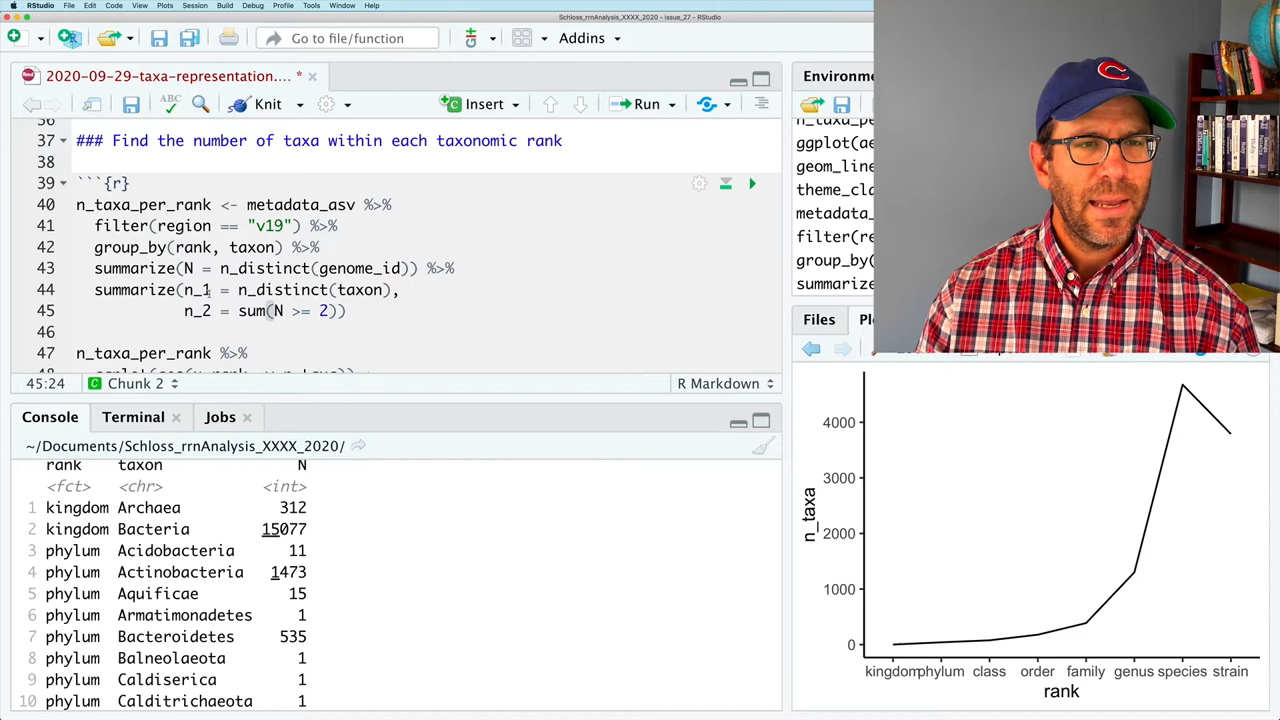 RStudio File Edit Code View Plots Session Build Debug Profile Tools Window Help
Schloss_rrnAnalysis_XXXX_2020 - issue_27 - RStudio
Go to file/function
Addins
2020-09-29-taxa-representation.... *
ABC
Knit
Insert
Run
36
37 ### Find the number of taxa within each taxonomic rank
38
39 ```{r}
40 n_taxa_per_rank <- metadata_asv %>%
41 filter(region == "v19") %>%
42 group_by(rank, taxon) %>%
43 summarize(N = n_distinct(genome_id)) %>%
44 summarize(n_1 = n_distinct(taxon),
45 n_2 = sum(N >= 2))
46
47 n_taxa_per_rank %>%
45:24 Chunk 2 R Markdown
Console Terminal Jobs
~/Documents/Schloss_rrnAnalysis_XXXX_2020/
rank taxon N
<fct> <chr> <int>
1 kingdom Archaea 312
2 kingdom Bacteria 15077
3 phylum Acidobacteria 11
4 phylum Actinobacteria 1473
5 phylum Aquificae 15
6 phylum Armatimonadetes 1
7 phylum Bacteroidetes 535
8 phylum Balneolaeota 1
9 phylum Caldiserica 1
10 phylum Calditrichaeota 1
Environm
ggplot(ae
geom_line
theme_cla
metadata_
filter(re
group_by(
summarize
Files
C
n_taxa
4000
3000
2000
1000
0
kingdom phylum class order family genus species strain
rank